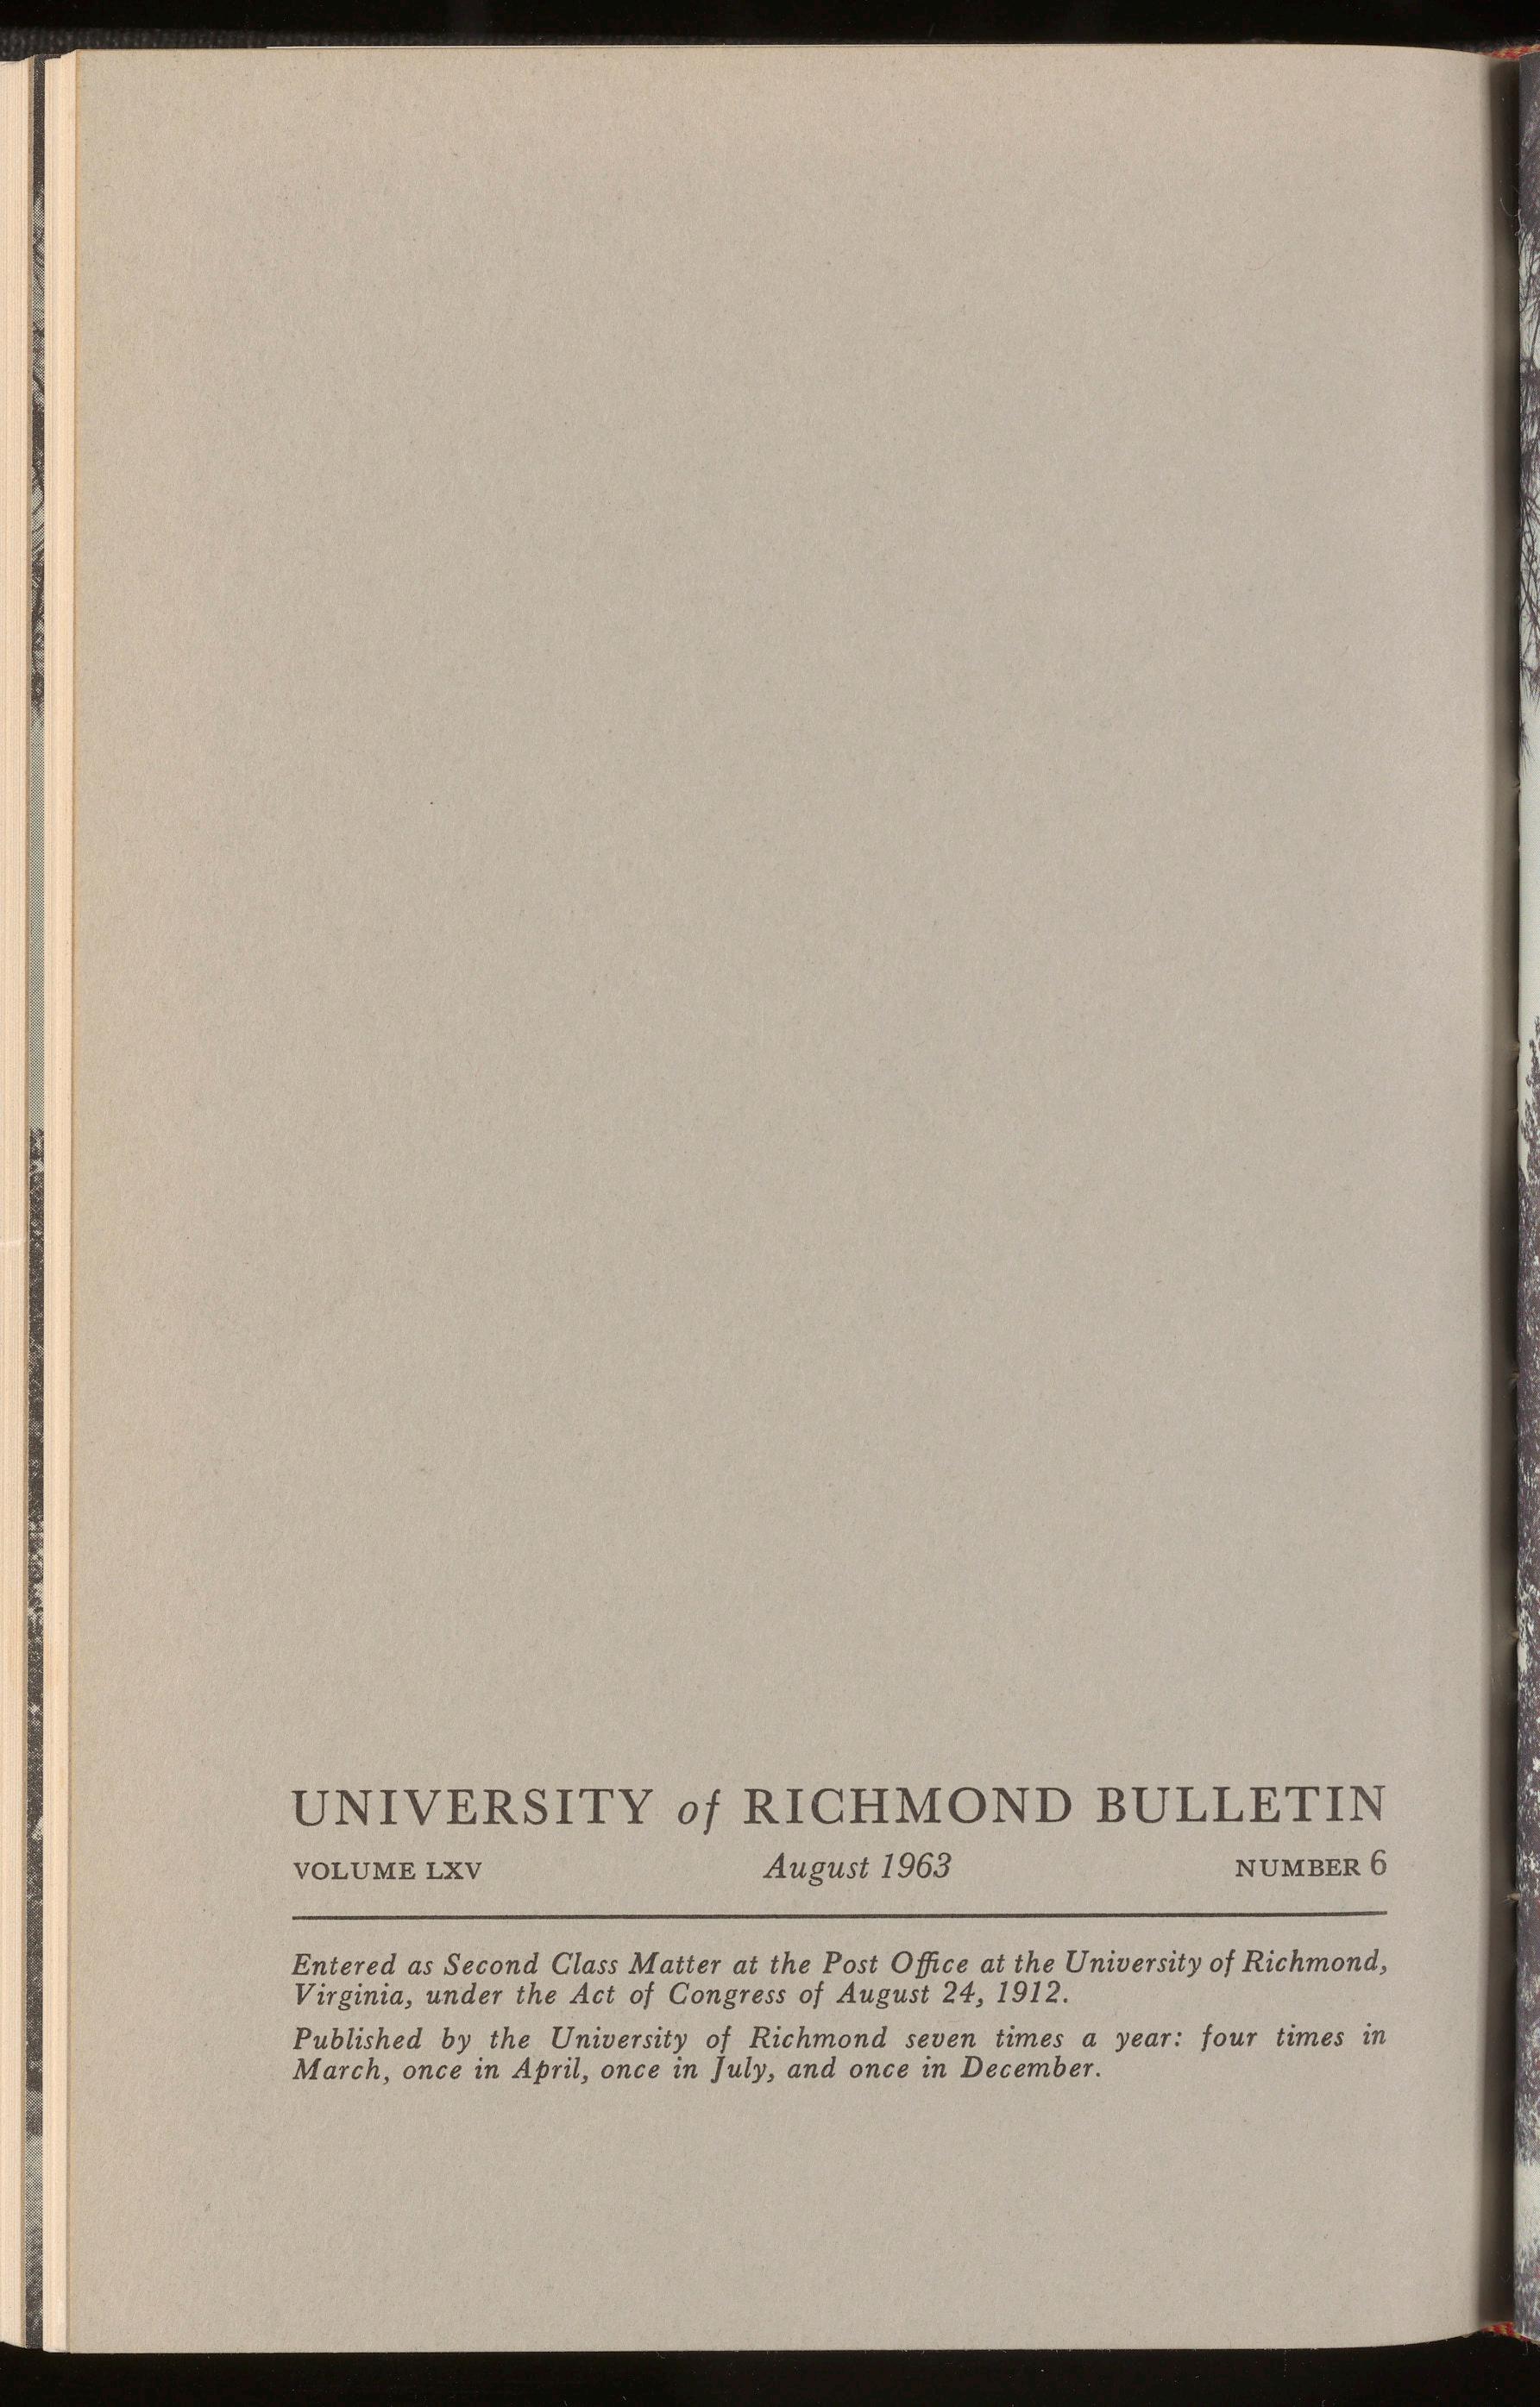 UNIVERSITY of RICHMOND BULLETIN
VOLUME LXV August 1963 NUMBER 6
Entered as Second Class Matter at the Post Office at the University of Richmond,
Virginia, under the Act of Congress of August 24, 1912.
Published by the University of Richmond seven times a year: four times in
March, once in April, once in July, and once in December.